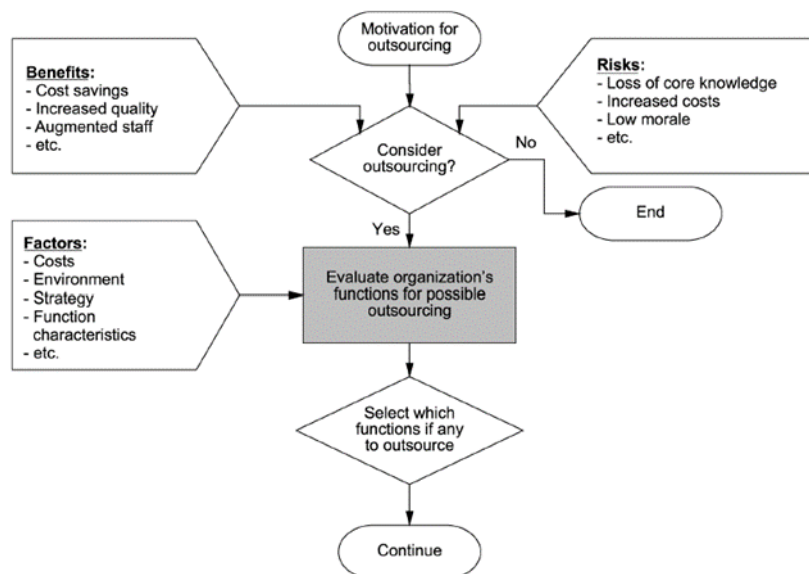 Motivation for
outsourcing
Benefits:
- Cost savings
- Increased quality
- Augmented staff
- etc.
Risks:
- Loss of core knowledge
- Increased costs
- Low morale
- etc.
Consider
outsourcing?
No
End
Yes
Factors:
- Costs
- Environment
- Strategy
- Function
characteristics
- etc.
Evaluate organization's
functions for possible
outsourcing
Select which
functions if any
to outsource
Continue